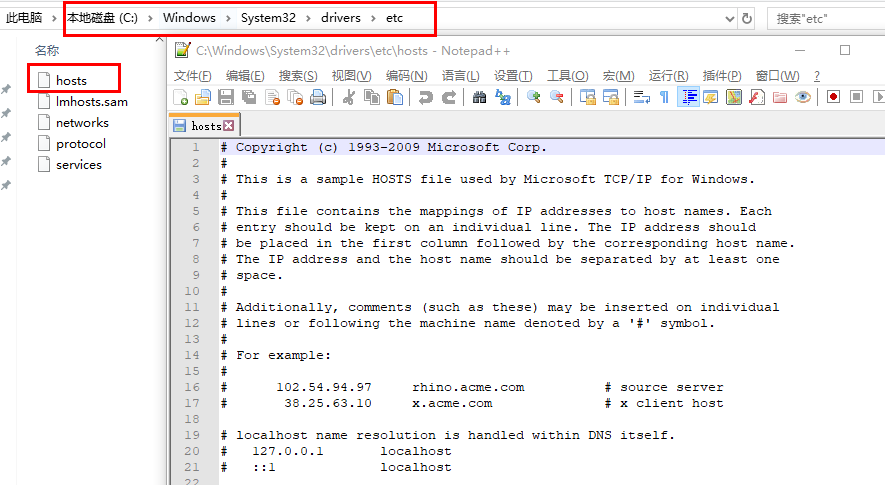 此电脑 > 本地磁盘 (C:) > Windows > System32 > drivers > etc
搜索"etc"
名称
hosts
lmhosts.sam
networks
protocol
services
C:\Windows\System32\drivers\etc\hosts - Notepad++
文件(F) 编辑(E) 搜索(S) 视图(V) 编码(N) 语言(L) 设置(T) 工具(O) 宏(M) 运行(R) 插件(P) 窗口(W) ?
hosts
1 # Copyright (c) 1993-2009 Microsoft Corp.
2 #
3 # This is a sample HOSTS file used by Microsoft TCP/IP for Windows.
4 #
5 # This file contains the mappings of IP addresses to host names. Each
6 # entry should be kept on an individual line. The IP address should
7 # be placed in the first column followed by the corresponding host name.
8 # The IP address and the host name should be separated by at least one
9 # space.
10 #
11 # Additionally, comments (such as these) may be inserted on individual
12 # lines or following the machine name denoted by a '#' symbol.
13 #
14 # For example:
15 #
16 #      102.54.94.97     rhino.acme.com          # source server
17 #       38.25.63.10     x.acme.com              # x client host
18
19 # localhost name resolution is handled within DNS itself.
20 #   127.0.0.1       localhost
21 #   ::1             localhost
22